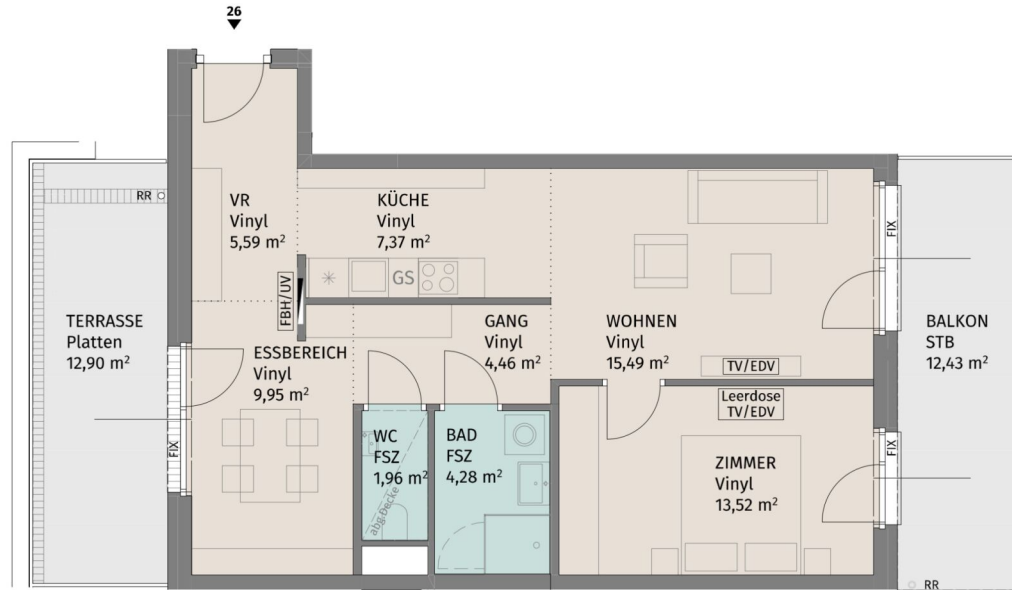 26
RR
VR
Vinyl
5,59 m²
KÜCHE
Vinyl
7,37 m²
FIX
GS
FBH/UV
TERRASSE
Platten
12,90 m²
ESSBEREICH
Vinyl
9,95 m²
GANG
Vinyl
4,46 m²
WOHNEN
Vinyl
15,49 m²
BALKON
STB
12,43 m²
TV/EDV
Leerdose
TV/EDV
FIX
WC
FSZ
1,96 m²
abg Decke
BAD
FSZ
4,28 m²
ZIMMER
Vinyl
13,52 m²
FIX
RR